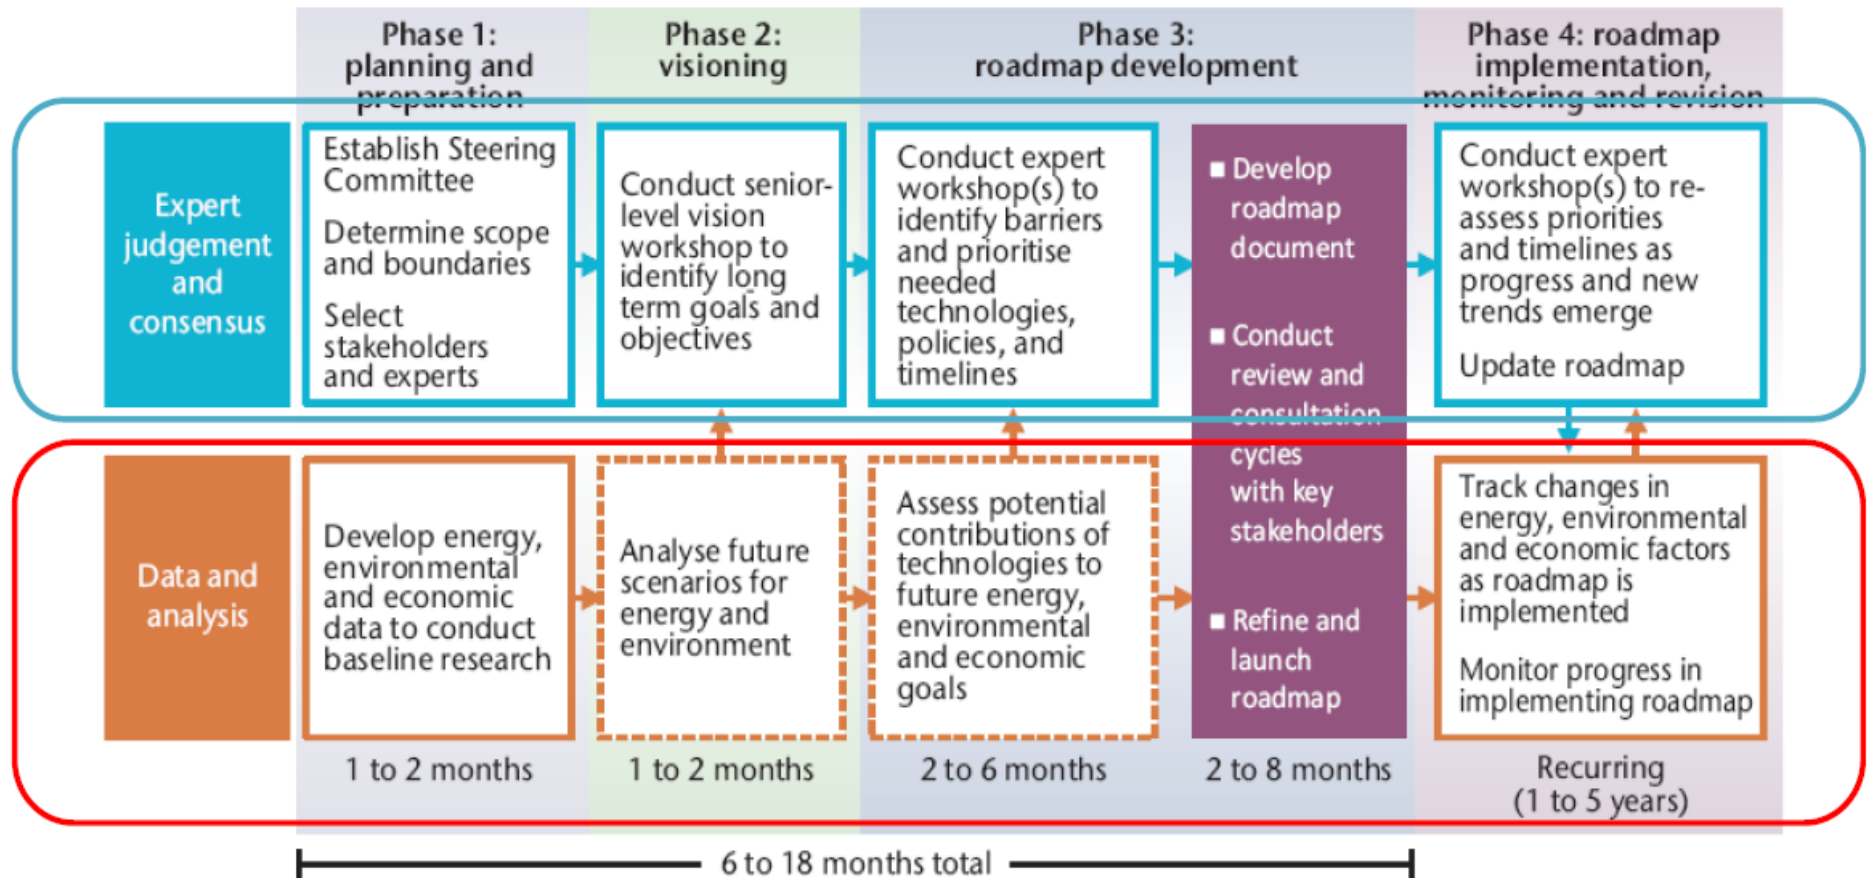 Phase 1:
planning and
preparation
Phase 2:
visioning
Phase 3:
roadmap development
Phase 4: roadmap
implementation,
monitoring and revision
Expert
judgement
and
consensus
Establish Steering
Committee
Determine scope
and boundaries
Select
stakeholders
and experts
Conduct senior-
level vision
workshop to
identify long
term goals and
objectives
Conduct expert
workshop(s) to
identify barriers
and prioritise
needed
technologies,
policies, and
timelines
■ Develop
roadmap
document
■ Conduct
review and
consultation
cycles
with key
stakeholders
■ Refine and
launch
roadmap
Conduct expert
workshop(s) to re-
assess priorities
and timelines as
progress and new
trends emerge
Update roadmap
Data and
analysis
Develop energy,
environmental
and economic
data to conduct
baseline research
Analyse future
scenarios for
energy and
environment
Assess potential
contributions of
technologies to
future energy,
environmental
and economic
goals
Track changes in
energy, environmental
and economic factors
as roadmap is
implemented
Monitor progress in
implementing roadmap
1 to 2 months
1 to 2 months
2 to 6 months
2 to 8 months
Recurring
(1 to 5 years)
6 to 18 months total